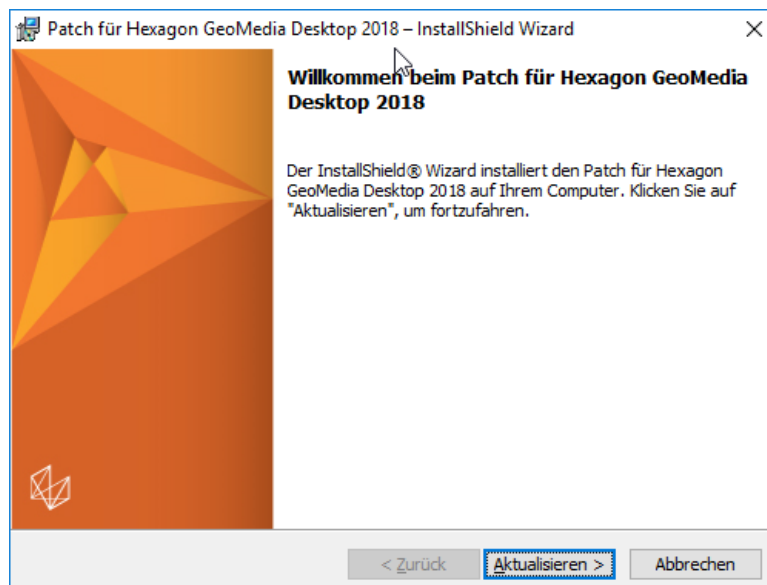 Patch für Hexagon GeoMedia Desktop 2018 – InstallShield Wizard
Willkommen beim Patch für Hexagon GeoMedia
Desktop 2018
Der InstallShield® Wizard installiert den Patch für Hexagon
GeoMedia Desktop 2018 auf Ihrem Computer. Klicken Sie auf
"Aktualisieren", um fortzufahren.
< Zurück
Aktualisieren >
Abbrechen